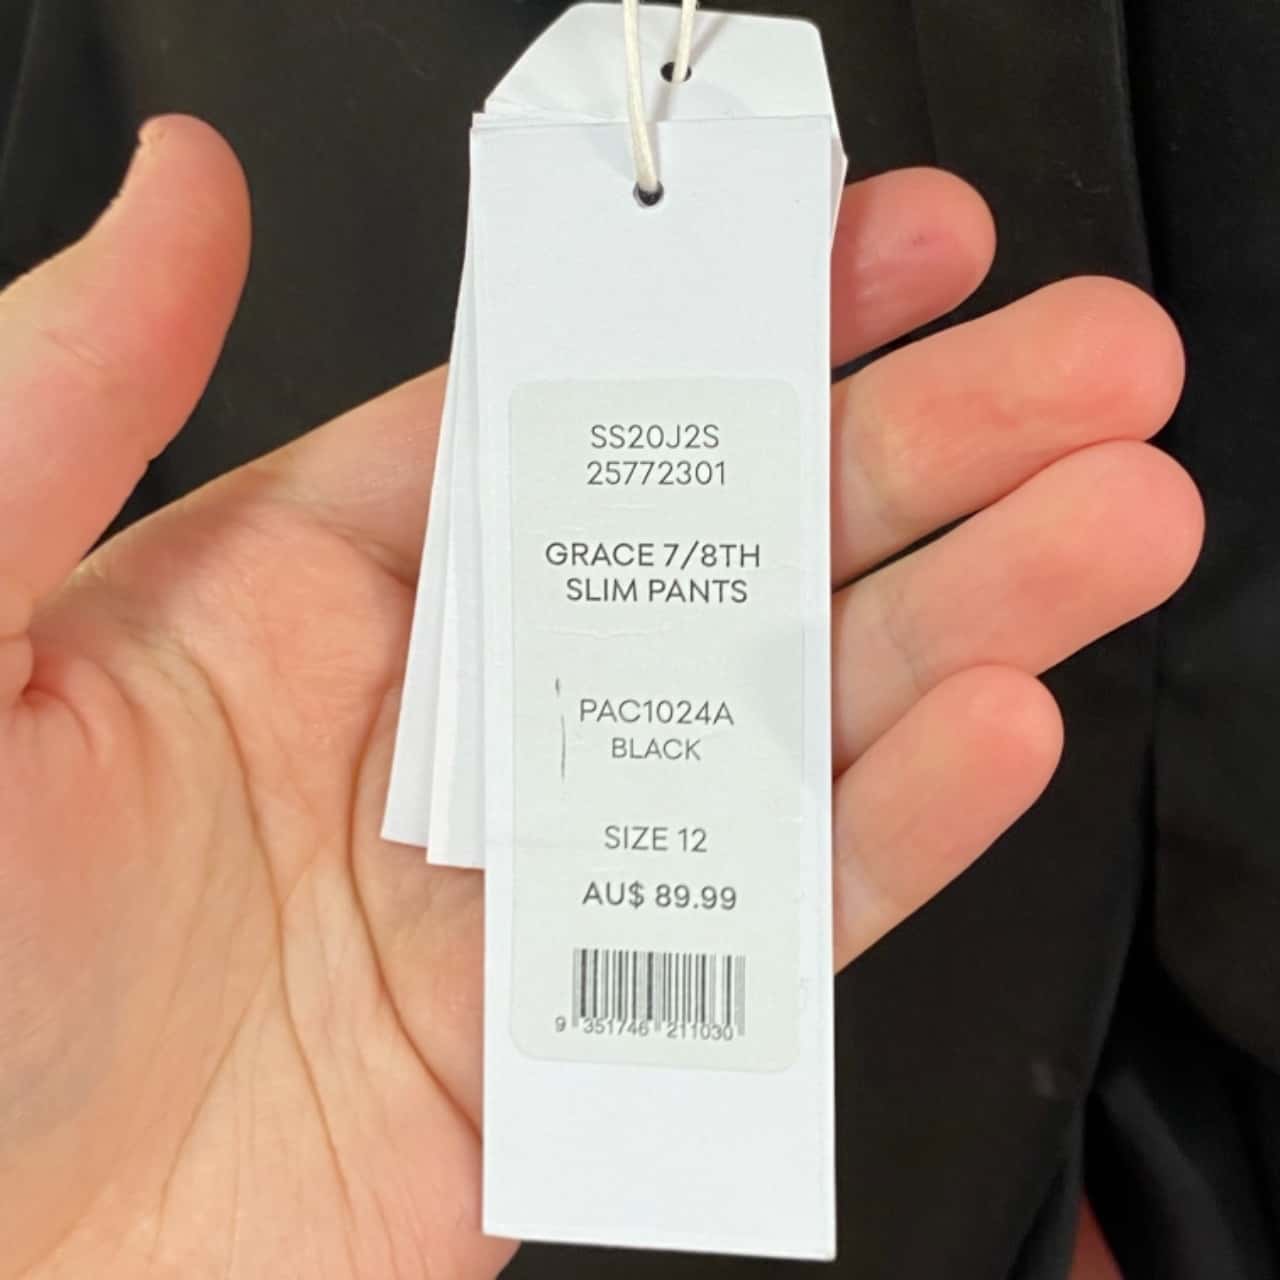 SS20J2S
25772301
GRACE 7/8TH
SLIM PANTS
PAC1024A
BLACK
SIZE 12
AU$ 89.99
9 351746 211030